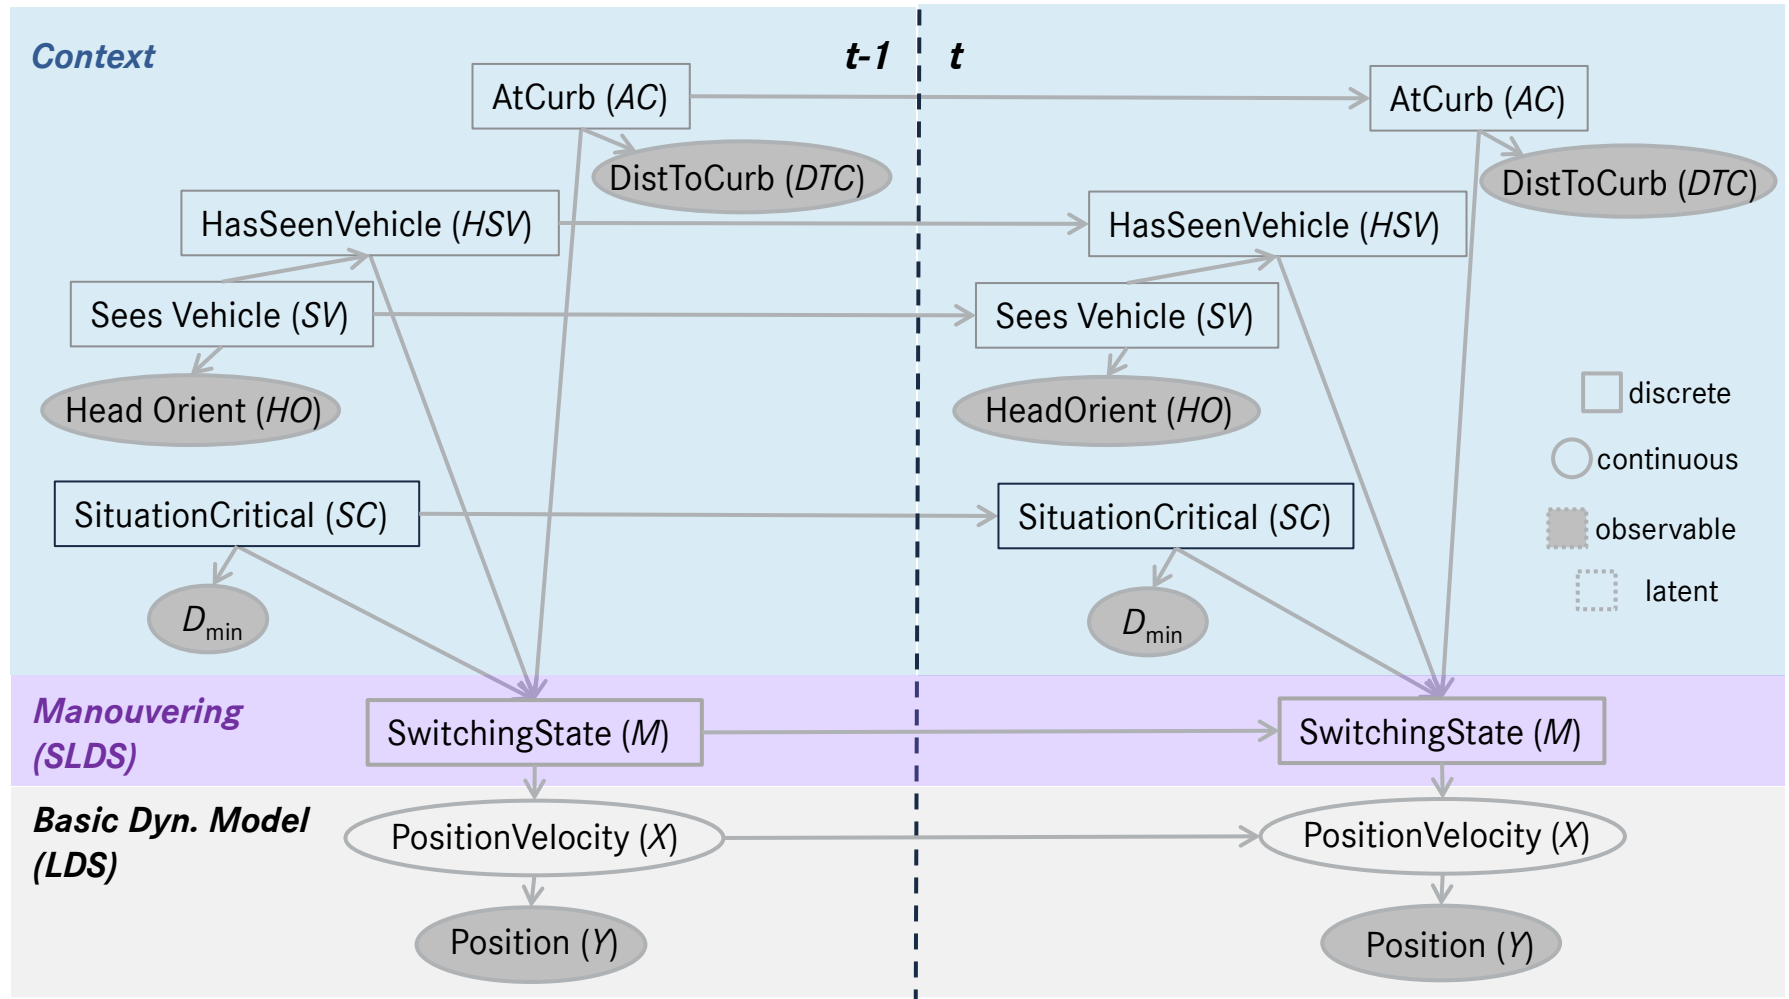 Context
t-1
t
AtCurb (AC)
AtCurb (AC)
DistToCurb (DTC)
DistToCurb (DTC)
HasSeenVehicle (HSV)
HasSeenVehicle (HSV)
Sees Vehicle (SV)
Sees Vehicle (SV)
Head Orient (HO)
HeadOrient (HO)
discrete
continuous
SituationCritical (SC)
SituationCritical (SC)
observable
latent
Dmin
Dmin
Manouvering
(SLDS)
SwitchingState (M)
SwitchingState (M)
Basic Dyn. Model
(LDS)
PositionVelocity (X)
PositionVelocity (X)
Position (Y)
Position (Y)